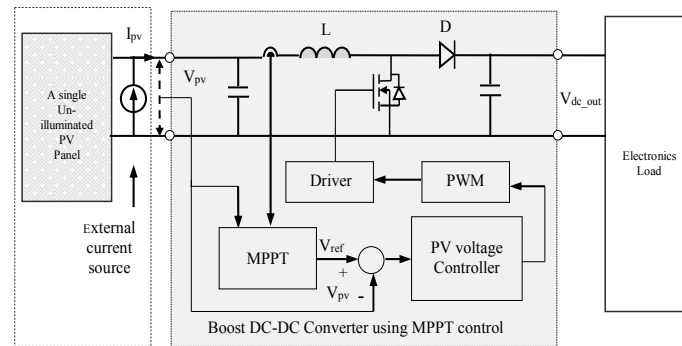 I_pv
L
D
V_pv
A single
Un-
illuminated
PV
Panel
V_dc_out
Electronics
Load
Driver
PWM
External
current
source
MPPT
V_ref
+
V_pv -
PV voltage
Controller
Boost DC-DC Converter using MPPT control